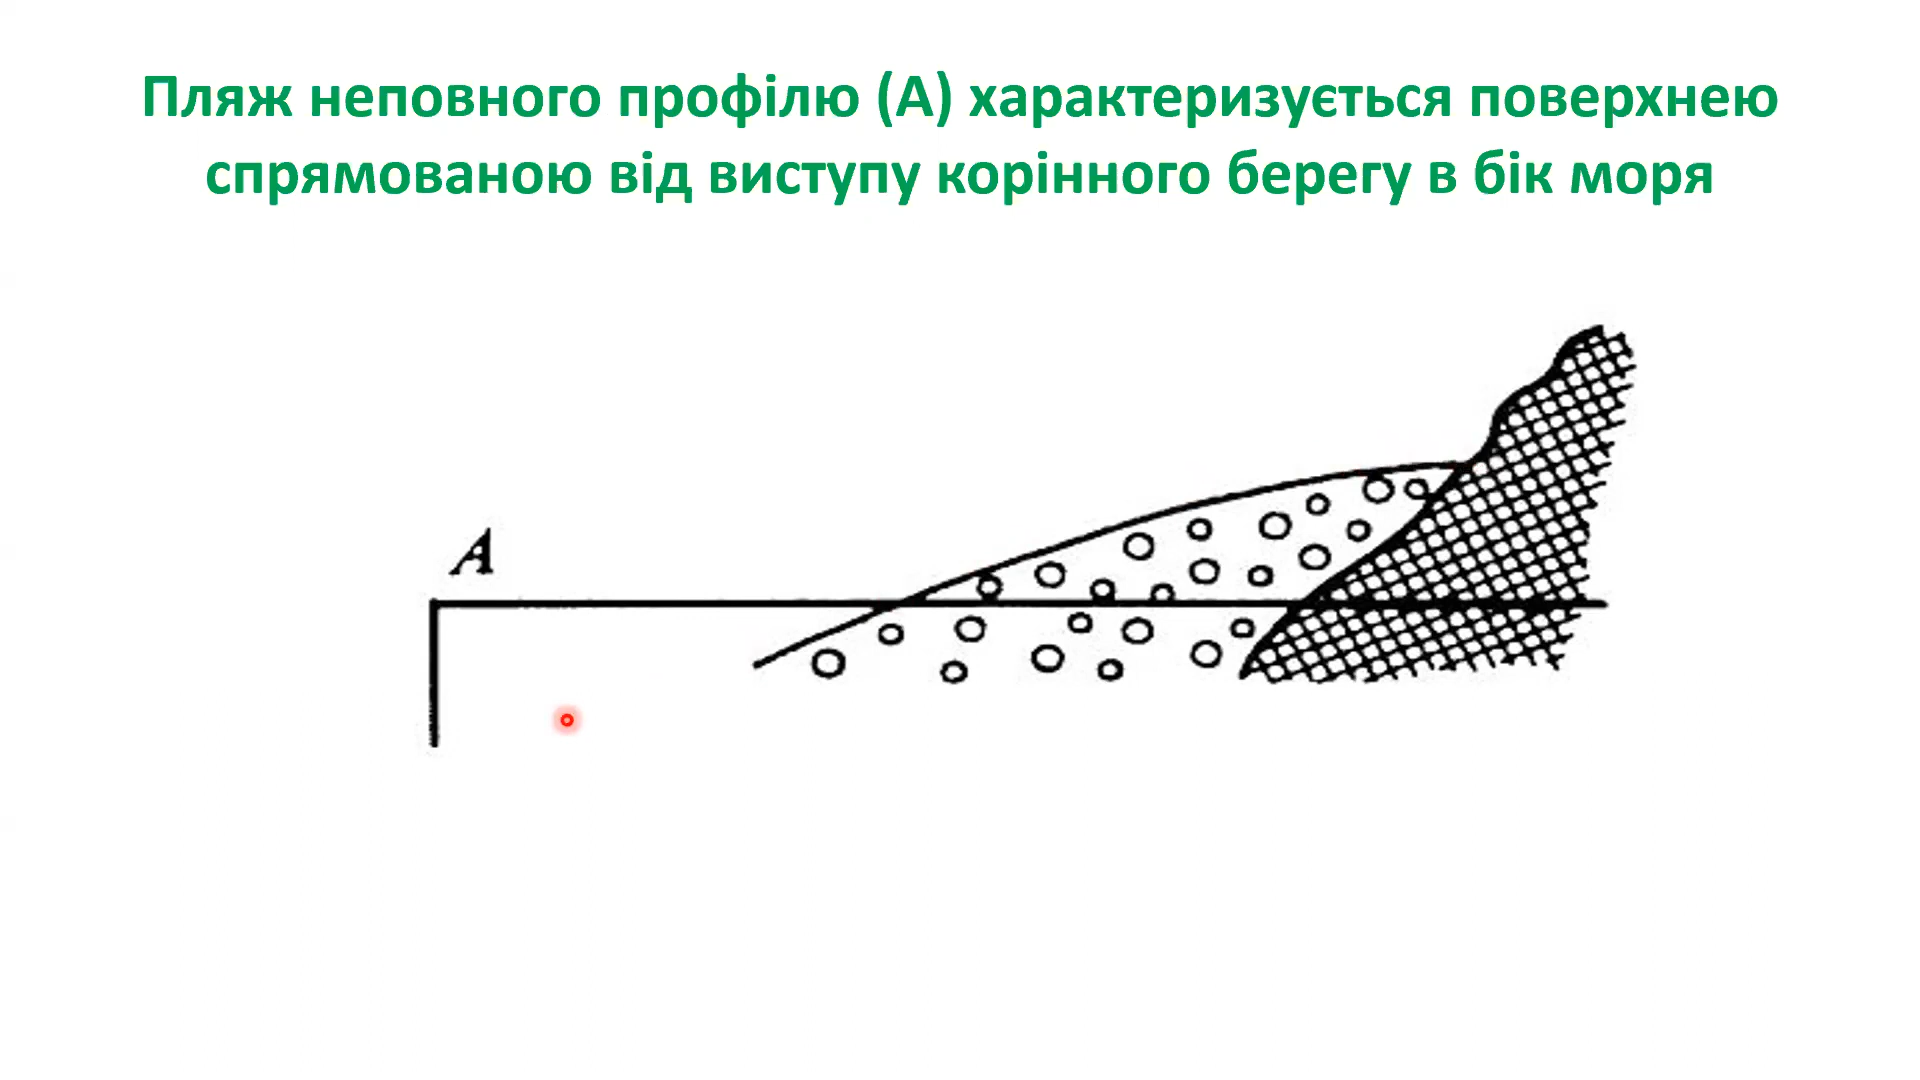 Пляж неповного профілю (А) характеризується поверхнею
спрямованою від виступу корінного берегу в бік моря
А